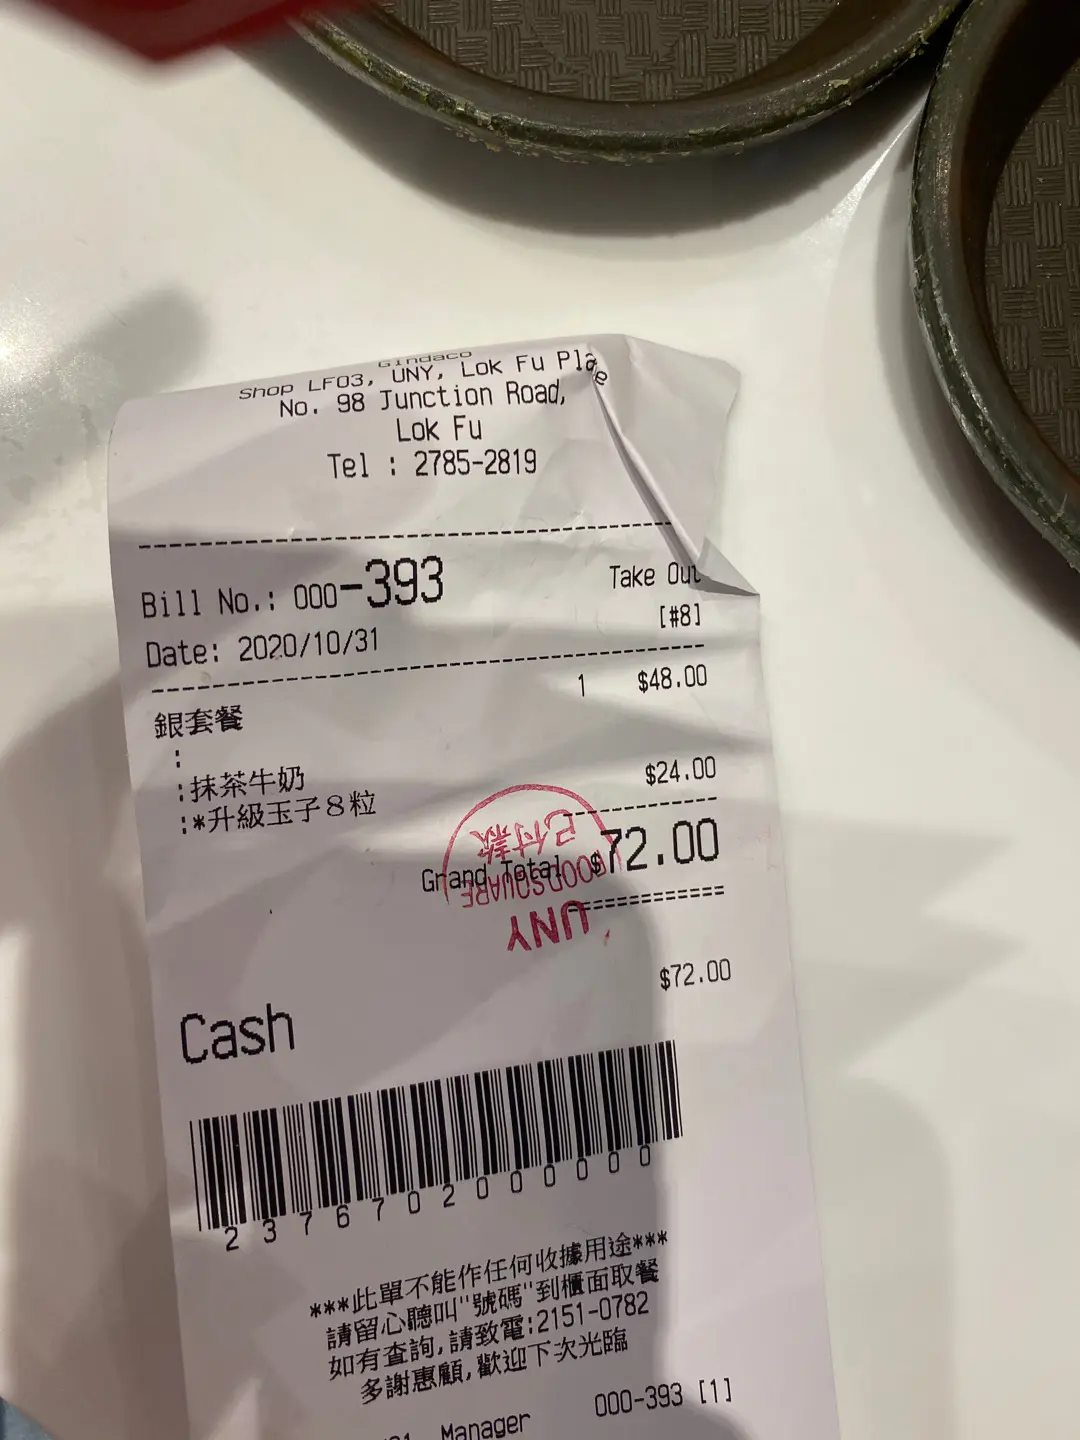 Gindaco
Shop LF03, UNY, Lok Fu Place
No. 98 Junction Road,
Lok Fu
Tel : 2785-2819
Bill No.: 000-393 Take Out
Date: 2020/10/31 [#8]
銀套餐 1 $48.00
:
:抹茶牛奶
:*升級玉子8粒 $24.00
Grand Total $72.00
已付款
FOODSQUARE
UNY
Cash $72.00
2376702000000
***此單不能作任何收據用途***
請留心聽叫"號碼"到櫃面取餐
如有查詢,請致電:2151-0782
多謝惠顧,歡迎下次光臨
Manager 000-393 [1]